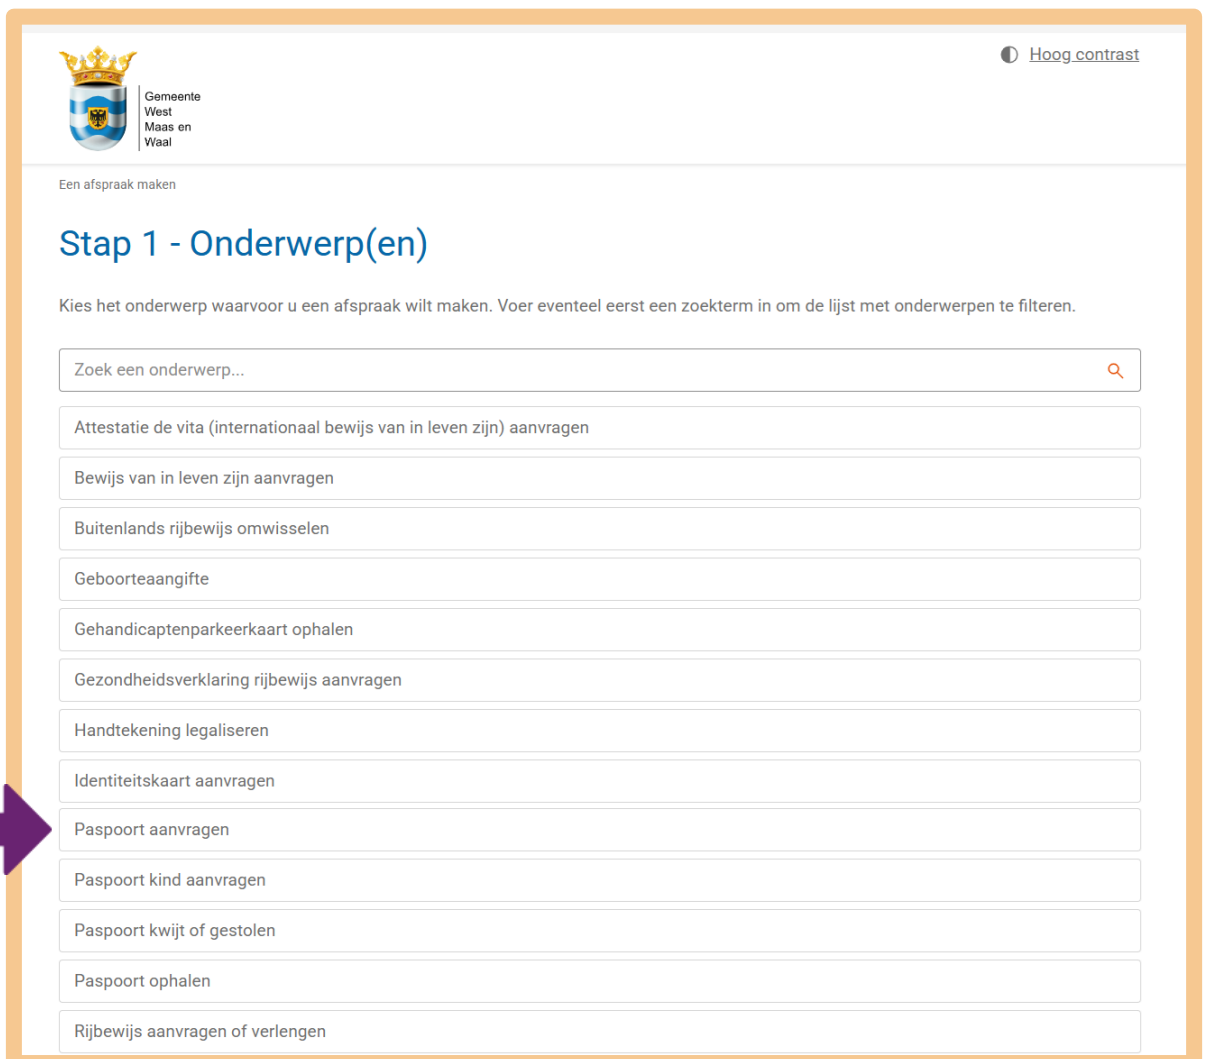 Hoog contrast
Gemeente
West
Maas en
Waal
Een afspraak maken
Stap 1 - Onderwerp(en)
Kies het onderwerp waarvoor u een afspraak wilt maken. Voer eventueel eerst een zoekterm in om de lijst met onderwerpen te filteren.
Zoek een onderwerp...
Attestatie de vita (internationaal bewijs van in leven zijn) aanvragen
Bewijs van in leven zijn aanvragen
Buitenlands rijbewijs omwisselen
Geboorteaangifte
Gehandicaptenparkeerkaart ophalen
Gezondheidsverklaring rijbewijs aanvragen
Handtekening legaliseren
Identiteitskaart aanvragen
Paspoort aanvragen
Paspoort kind aanvragen
Paspoort kwijt of gestolen
Paspoort ophalen
Rijbewijs aanvragen of verlengen